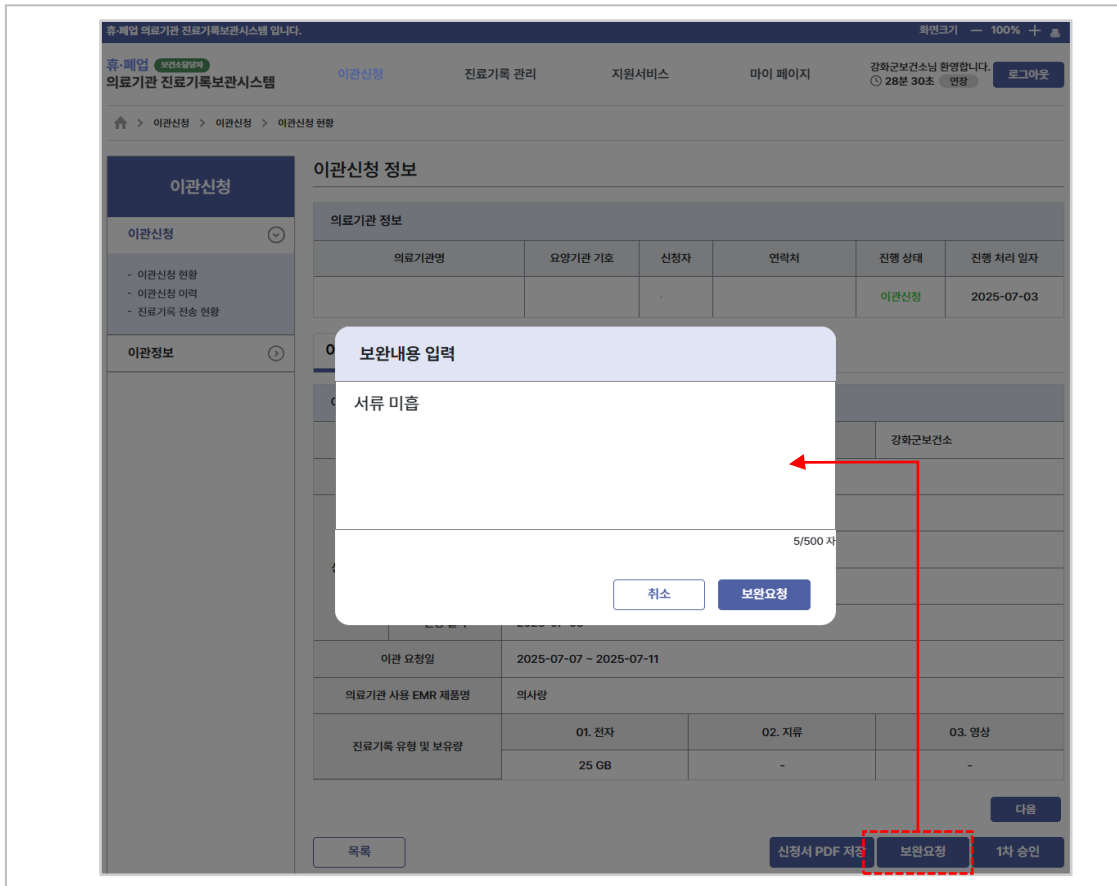 휴·폐업 의료기관 진료기록보관시스템 입니다.
화면크기 — 100% +
휴·폐업 보건소담당자
의료기관 진료기록보관시스템
이관신청 진료기록 관리 지원서비스 마이 페이지
강화군보건소님 환영합니다.
28분 30초 연장
로그아웃
> 이관신청 > 이관신청 > 이관신청 현황
이관신청
이관신청
- 이관신청 현황
- 이관신청 이력
- 진료기록 전송 현황
이관정보
이관신청 정보
의료기관 정보
의료기관명 요양기관 기호 신청자 연락처 진행 상태 진행 처리 일자
이관신청 2025-07-03
보완내용 입력
서류 미흡
강화군보건소
5/500 자
취소 보완요청
이관 요청일 2025-07-07 ~ 2025-07-11
의료기관 사용 EMR 제품명 의사랑
진료기록 유형 및 보유량 01. 전자 02. 지류 03. 영상
25 GB - -
다음
목록 신청서 PDF 저장 보완요청 1차 승인